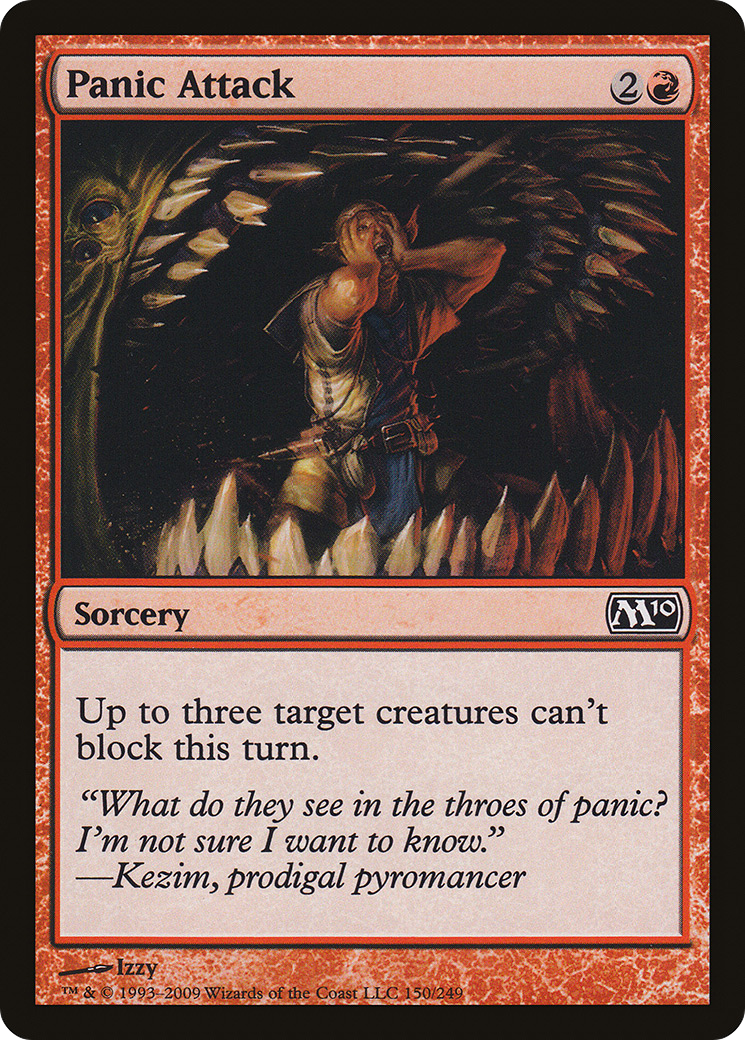 Panic Attack 2
Sorcery M10
Up to three target creatures can't
block this turn.
“What do they see in the throes of panic?
I'm not sure I want to know.”
—Kezim, prodigal pyromancer
Izzy
™ & © 1993–2009 Wizards of the Coast LLC 150/249